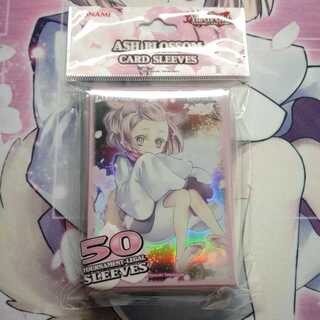 KONAMI
ASH BLOSSOM
CARD SLEEVES
50
TOURNAMENT-LEGAL
SLEEVES